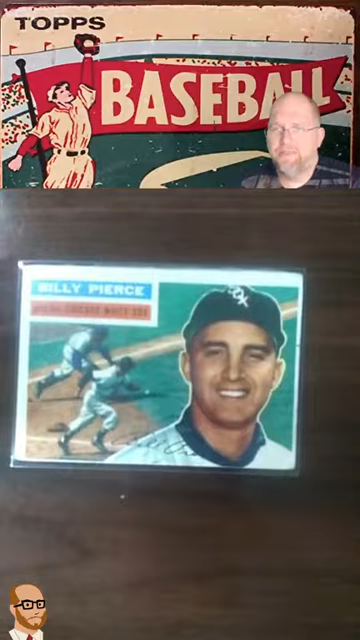 TOPPS
BASEBALL
BILLY PIERCE
CHICAGO WHITE SOX
SOX